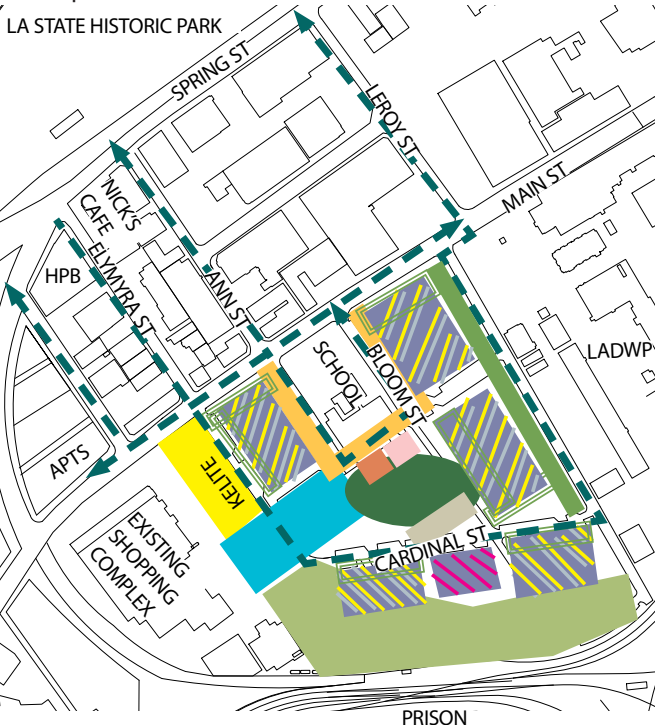 LA STATE HISTORIC PARK
SPRING ST
LEROY ST.
MAIN ST
NICK'S
CAFE
HPB
ELYMYRA ST
ANN ST
SCHOOL
BLOOM ST
LADWP
APTS
KELITE
EXISTING
SHOPPING
COMPLEX
CARDINAL ST
PRISON